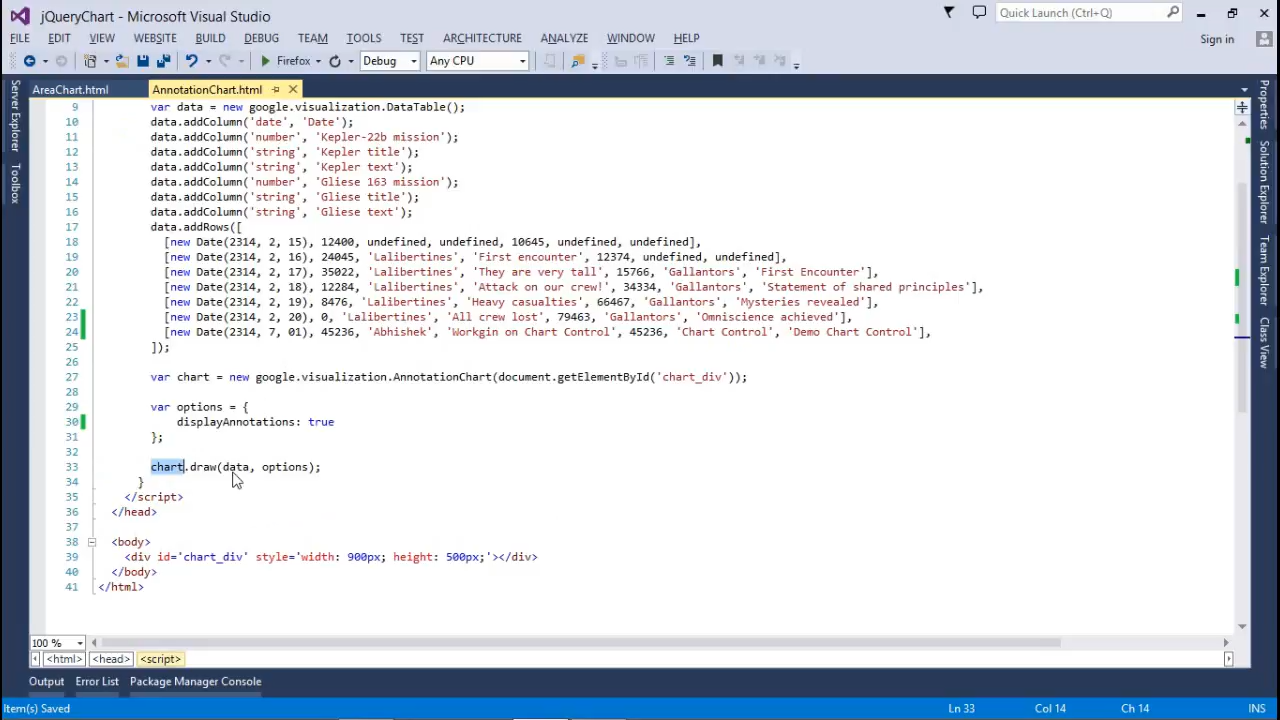 jQueryChart - Microsoft Visual Studio
Quick Launch (Ctrl+Q)
FILE EDIT VIEW WEBSITE BUILD DEBUG TEAM TOOLS TEST ARCHITECTURE ANALYZE WINDOW HELP
Sign in
Firefox Debug Any CPU
AreaChart.html AnnotationChart.html
Server Explorer
Toolbox
Properties
Solution Explorer
Team Explorer
Class View
9 var data = new google.visualization.DataTable();
10 data.addColumn('date', 'Date');
11 data.addColumn('number', 'Kepler-22b mission');
12 data.addColumn('string', 'Kepler title');
13 data.addColumn('string', 'Kepler text');
14 data.addColumn('number', 'Gliese 163 mission');
15 data.addColumn('string', 'Gliese title');
16 data.addColumn('string', 'Gliese text');
17 data.addRows([
18 [new Date(2314, 2, 15), 12400, undefined, undefined, 10645, undefined, undefined],
19 [new Date(2314, 2, 16), 24045, 'Lalibertines', 'First encounter', 12374, undefined, undefined],
20 [new Date(2314, 2, 17), 35022, 'Lalibertines', 'They are very tall', 15766, 'Gallantors', 'First Encounter'],
21 [new Date(2314, 2, 18), 12284, 'Lalibertines', 'Attack on our crew!', 34334, 'Gallantors', 'Statement of shared principles'],
22 [new Date(2314, 2, 19), 8476, 'Lalibertines', 'Heavy casualties', 66467, 'Gallantors', 'Mysteries revealed'],
23 [new Date(2314, 2, 20), 0, 'Lalibertines', 'All crew lost', 79463, 'Gallantors', 'Omniscience achieved'],
24 [new Date(2314, 7, 01), 45236, 'Abhishek', 'Workgin on Chart Control', 45236, 'Chart Control', 'Demo Chart Control'],
25 ]);
26
27 var chart = new google.visualization.AnnotationChart(document.getElementById('chart_div'));
28
29 var options = {
30 displayAnnotations: true
31 };
32
33 chart.draw(data, options);
34 }
35 </script>
36 </head>
37
38 <body>
39 <div id='chart_div' style='width: 900px; height: 500px;'></div>
40 </body>
41 </html>
100 %
<html> <head> <script>
Output Error List Package Manager Console
Item(s) Saved Ln 33 Col 14 Ch 14 INS